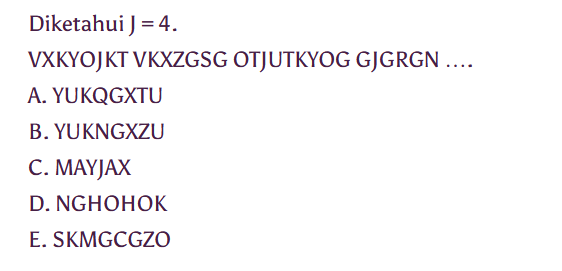 Diketahui J = 4.
VXKYOJKT VKXZGSG OTJUTKYOG GJGRGN ….
A. YUKQGXTU
B. YUKNGXZU
C. MAYJAX
D. NGHOHOK
E. SKMGCGZO